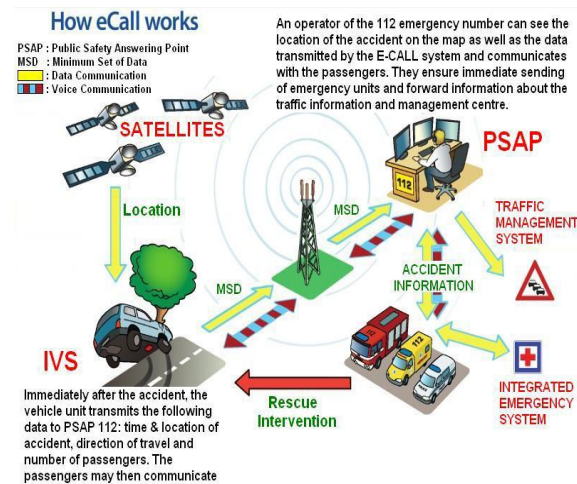 How eCall works
PSAP : Public Safety Answering Point
MSD : Minimum Set of Data
: Data Communication
: Voice Communication
An operator of the 112 emergency number can see the
location of the accident on the map as well as the data
transmitted by the E-CALL system and communicates
with the passengers. They ensure immediate sending
of emergency units and forward information about the
traffic information and management centre.
SATELLITES
PSAP
112
Location
MSD
TRAFFIC
MANAGEMENT
SYSTEM
MSD
ACCIDENT
INFORMATION
IVS
112
Rescue
Intervention
INTEGRATED
EMERGENCY
SYSTEM
Immediately after the accident, the
vehicle unit transmits the following
data to PSAP 112: time & location of
accident, direction of travel and
number of passengers. The
passengers may then communicate